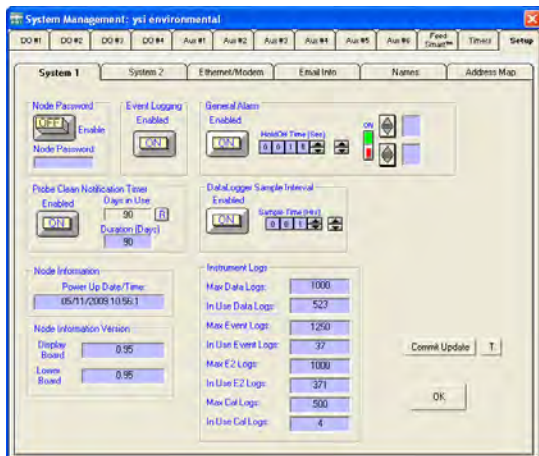 System Management: ysi environmental
DO #1 DO #2 DO #3 DO #4 Aux #1 Aux #2 Aux #3 Aux #4 Aux #5 Aux #6 Feed Smart™ Timers Setup
System 1 System 2 Ethernet/Modem Email Info Names Address Map
Node Password
OFF Enable
Node Password
Event Logging
Enabled
ON
General Alarm
Enabled
ON
HoldOff Time (Sec)
0 0 1 5
ON
Probe Clean Notification Timer
Enabled
ON
Days in Use
90 R
Duration (Days)
90
DataLogger Sample Interval
Enabled
ON
Sample Time (Hrs)
0 0 1
Node Information
Power Up Date/Time:
05/11/2009 10:56:1
Node Information Version
Display Board 0.95
Lower Board 0.95
Instrument Logs
Max Data Logs: 1000
In Use Data Logs: 523
Max Event Logs: 1250
In Use Event Logs: 37
Max E2 Logs: 1000
In Use E2 Logs: 371
Max Cal Logs: 500
In Use Cal Logs: 4
Commit Update T
OK